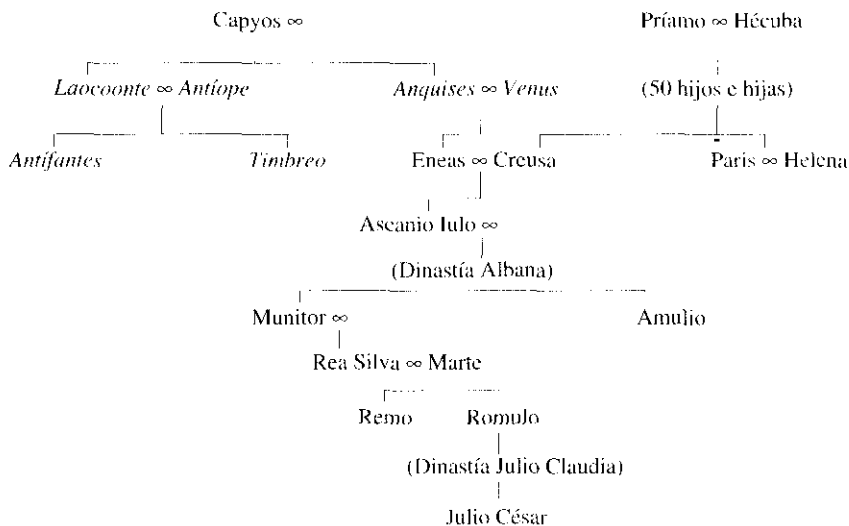 Capyos ∞ Príamo ∞ Hécuba
Laocoonte ∞ Antíope Anquises ∞ Venus (50 hijos e hijas)
Antífantes Timbreo Eneas ∞ Creusa Paris ∞ Helena
Ascanio Iulo ∞
(Dinastía Albana)
Munitor ∞ Amulio
Rea Silva ∞ Marte
Remo Romulo
(Dinastía Julio Claudia)
Julio César